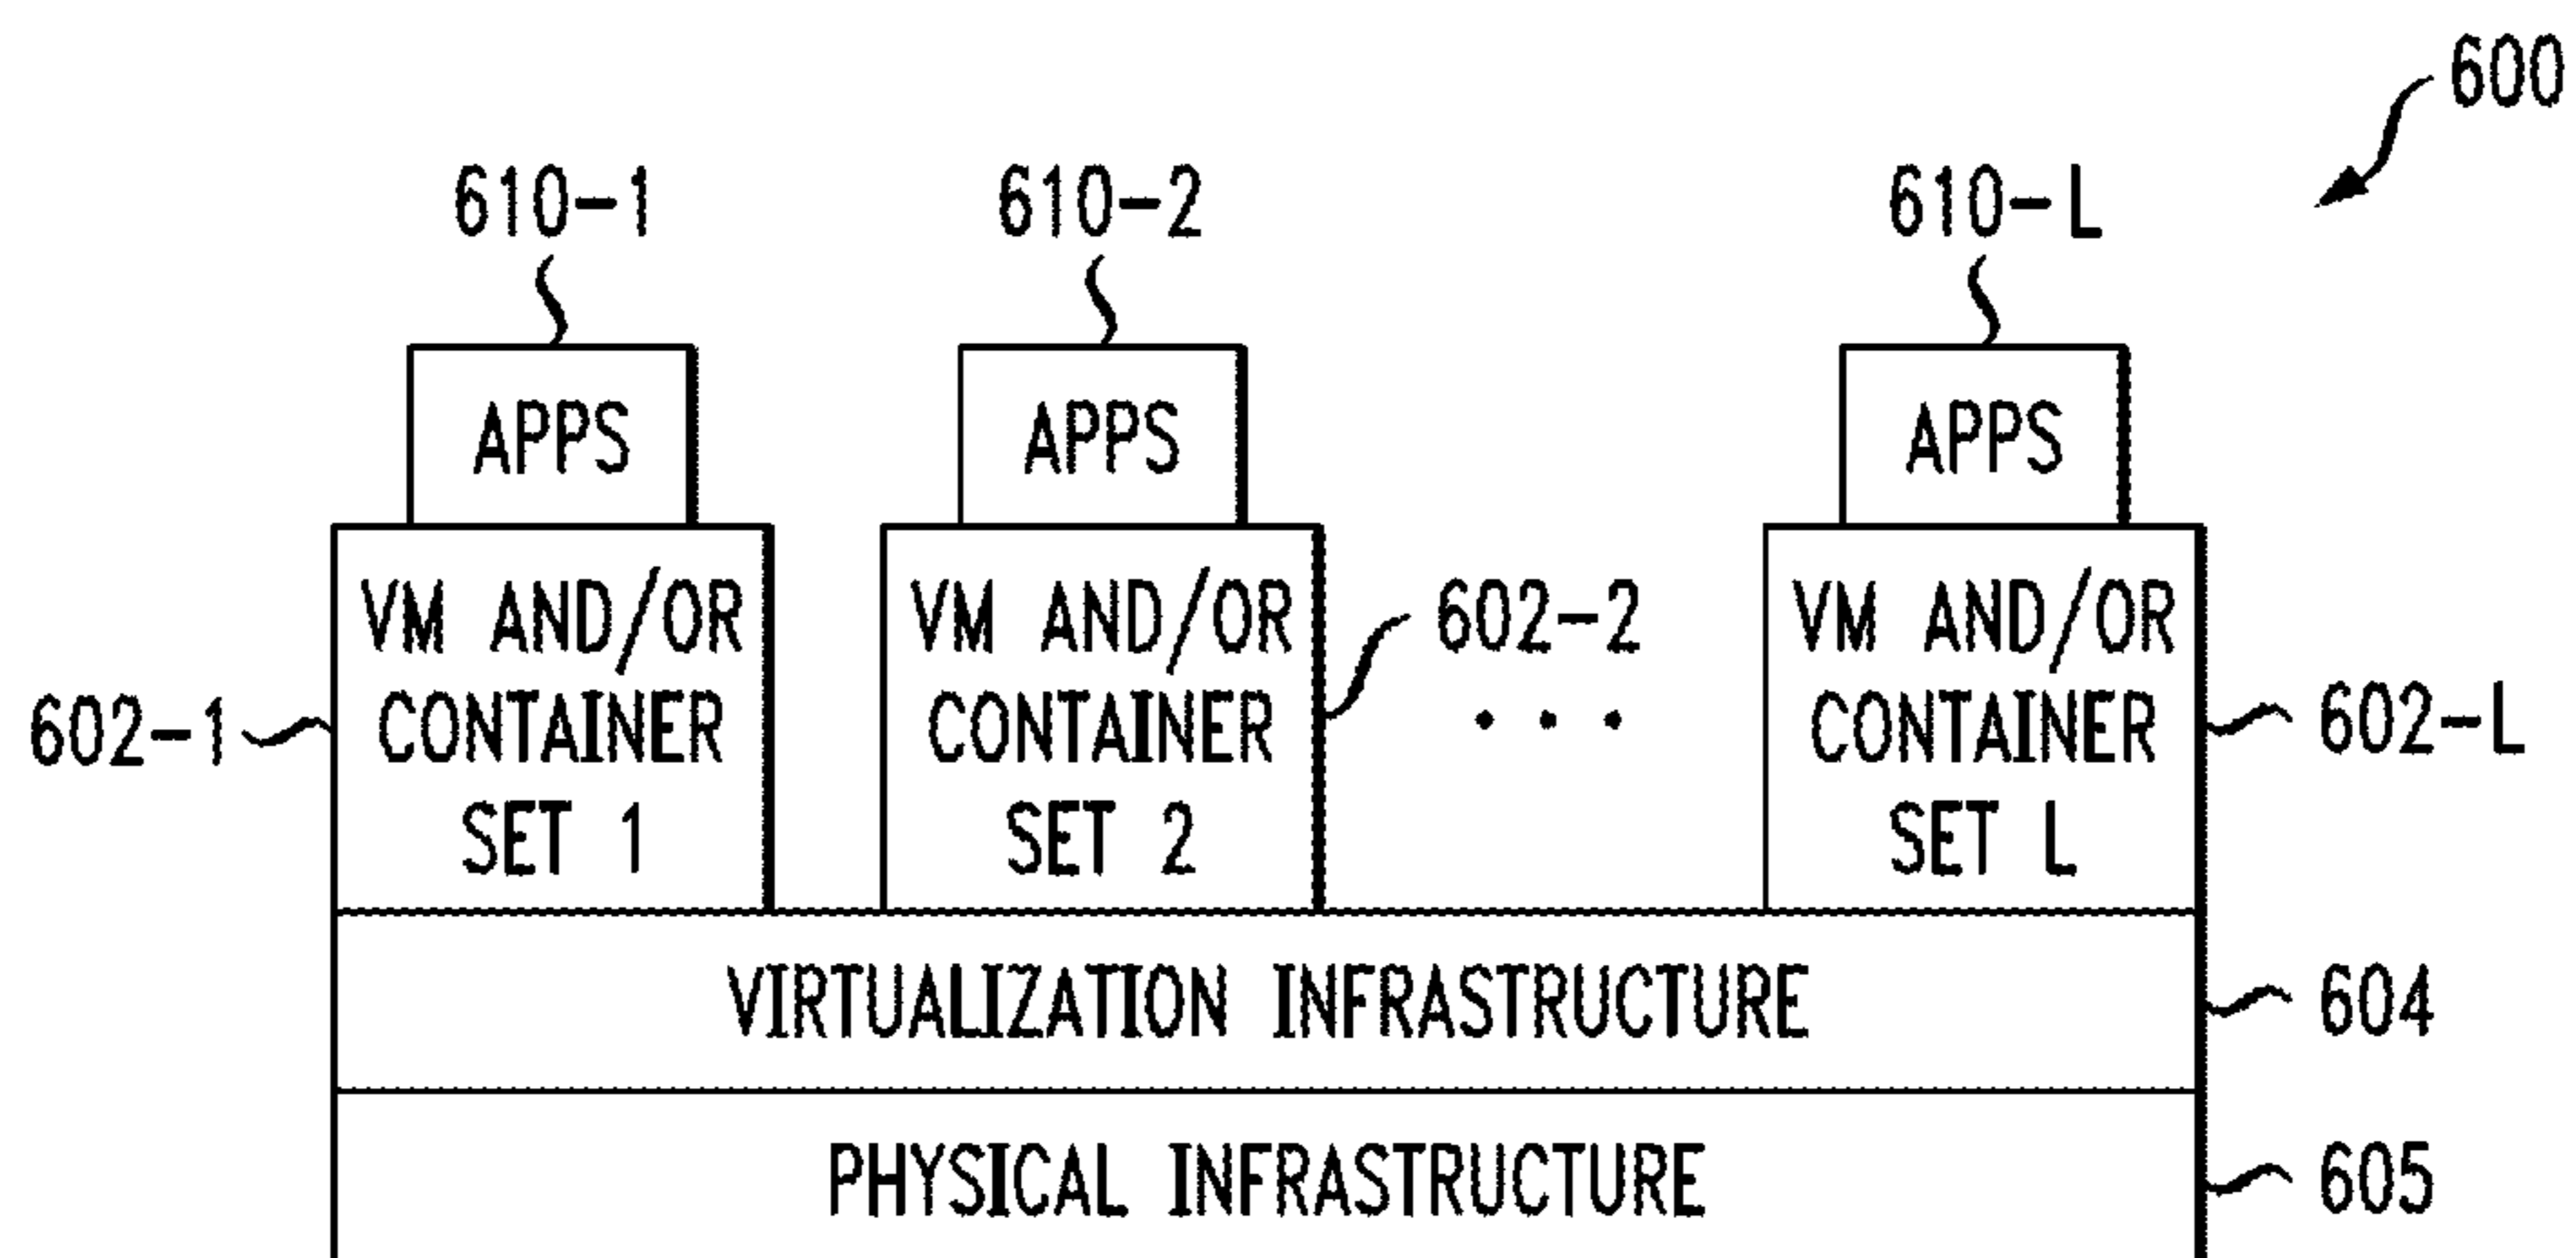 600
610-1 610-2 610-L
APPS APPS APPS
VM AND/OR VM AND/OR VM AND/OR
602-2
CONTAINER CONTAINER CONTAINER
602-1 602-L
SET 1 SET 2 . . . SET L
VIRTUALIZATION INFRASTRUCTURE 604
PHYSICAL INFRASTRUCTURE 605